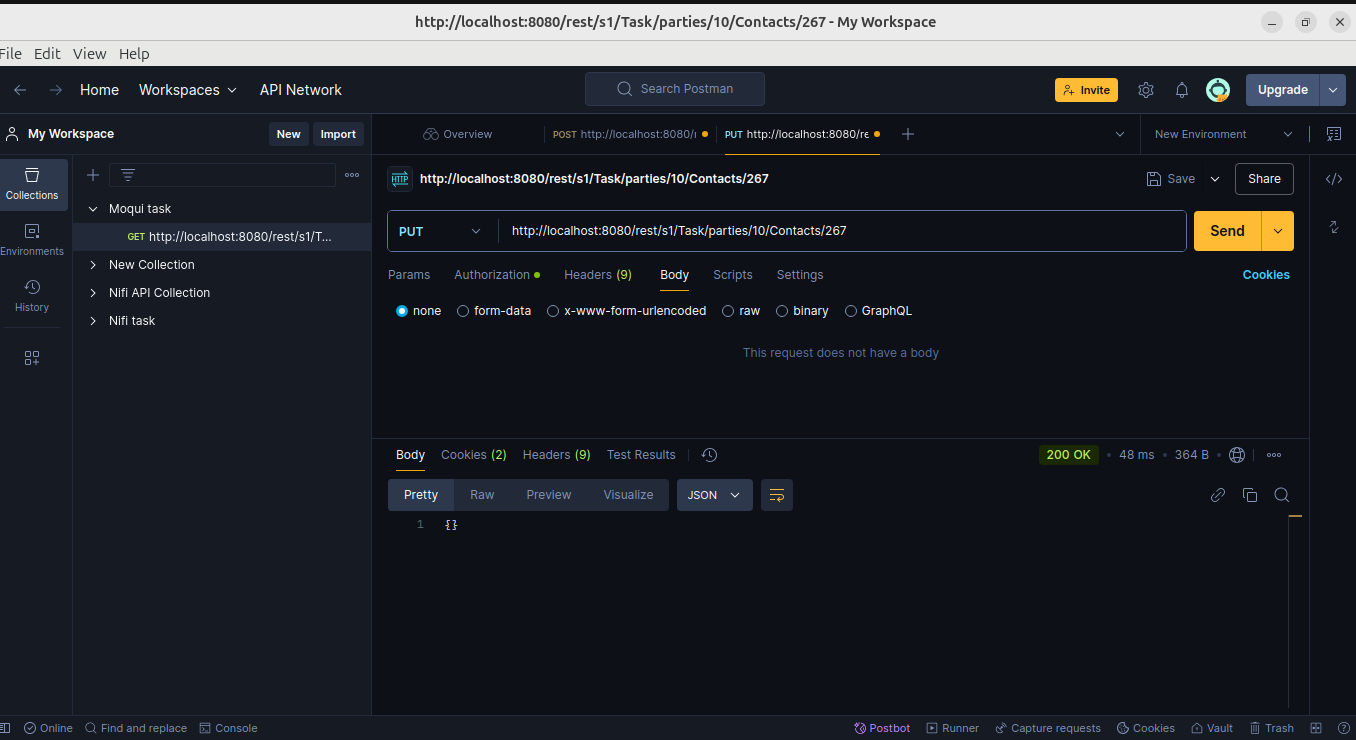 http://localhost:8080/rest/s1/Task/parties/10/Contacts/267 - My Workspace
File Edit View Help
Home Workspaces API Network Search Postman Invite Upgrade
My Workspace New Import Overview POST http://localhost:8080/r PUT http://localhost:8080/re New Environment
Collections
HTTP http://localhost:8080/rest/s1/Task/parties/10/Contacts/267 Save Share
Moqui task
GET http://localhost:8080/rest/s1/T...
PUT http://localhost:8080/rest/s1/Task/parties/10/Contacts/267 Send
Environments
New Collection
Params Authorization Headers (9) Body Scripts Settings Cookies
Nifi API Collection
History
none form-data x-www-form-urlencoded raw binary GraphQL
Nifi task
This request does not have a body
Body Cookies (2) Headers (9) Test Results 200 OK • 48 ms • 364 B •
Pretty Raw Preview Visualize JSON
1 {}
Online Find and replace Console Postbot Runner Capture requests Cookies Vault Trash